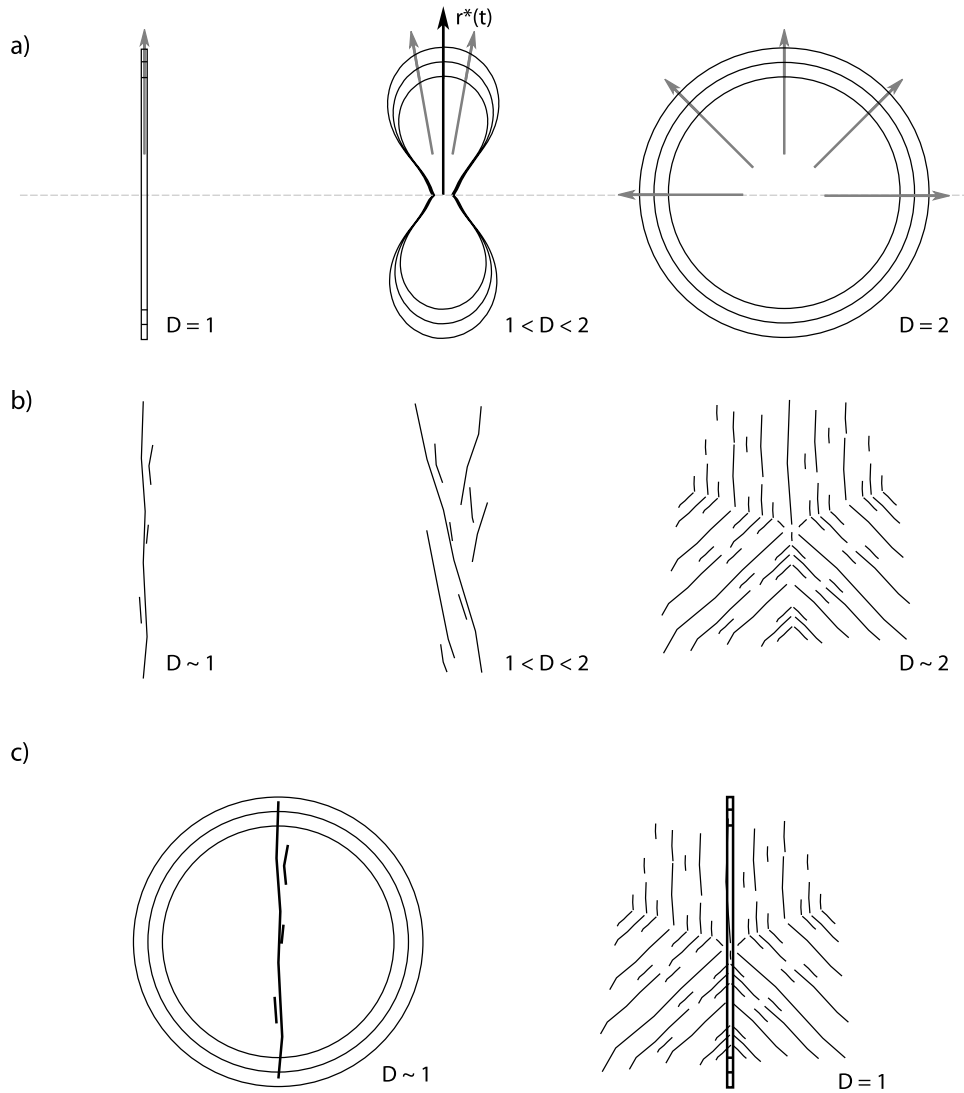 a)
r*(t)
D = 1
1 < D < 2
D = 2
b)
D ~ 1
1 < D < 2
D ~ 2
c)
D ~ 1
D = 1